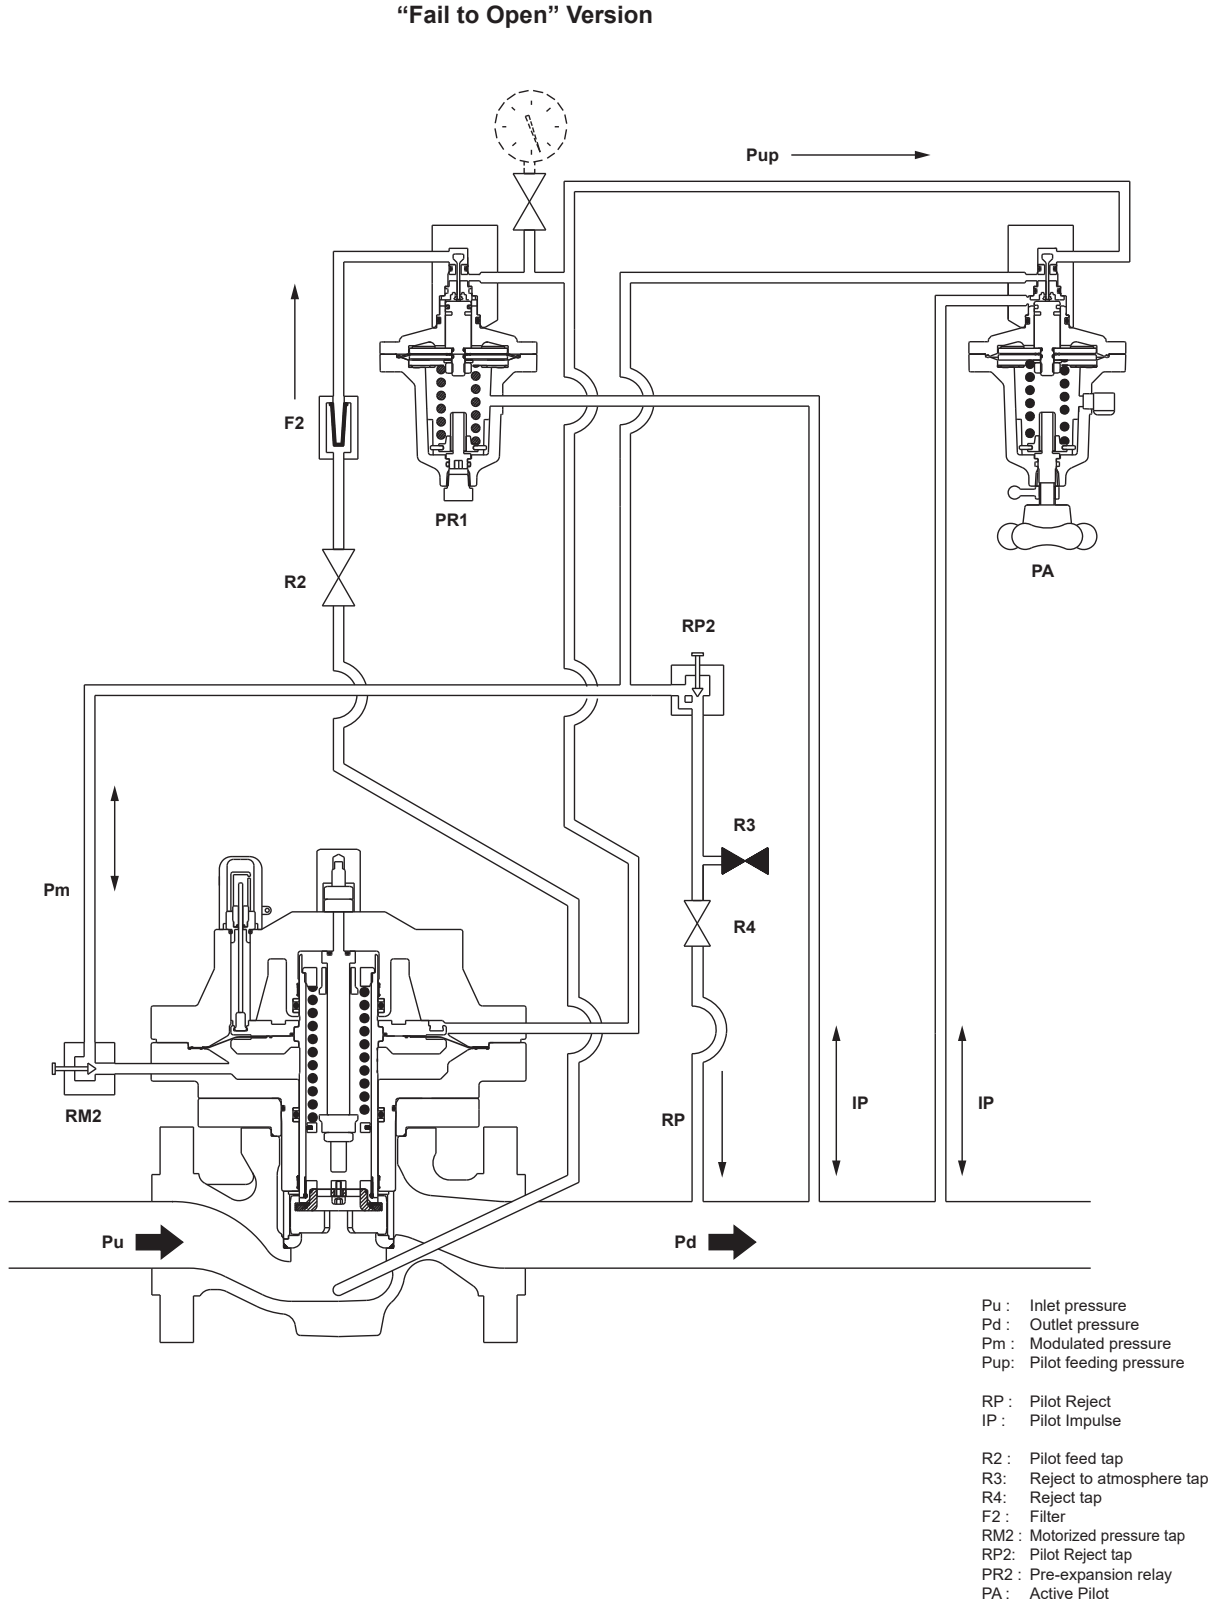 “Fail to Open” Version
Pup
F2
PR1
R2
PA
RP2
R3
Pm
R4
RM2
RP
IP
IP
Pu
Pd
Pu : Inlet pressure
Pd : Outlet pressure
Pm : Modulated pressure
Pup: Pilot feeding pressure
RP : Pilot Reject
IP : Pilot Impulse
R2 : Pilot feed tap
R3: Reject to atmosphere tap
R4: Reject tap
F2 : Filter
RM2 : Motorized pressure tap
RP2: Pilot Reject tap
PR2 : Pre-expansion relay
PA : Active Pilot